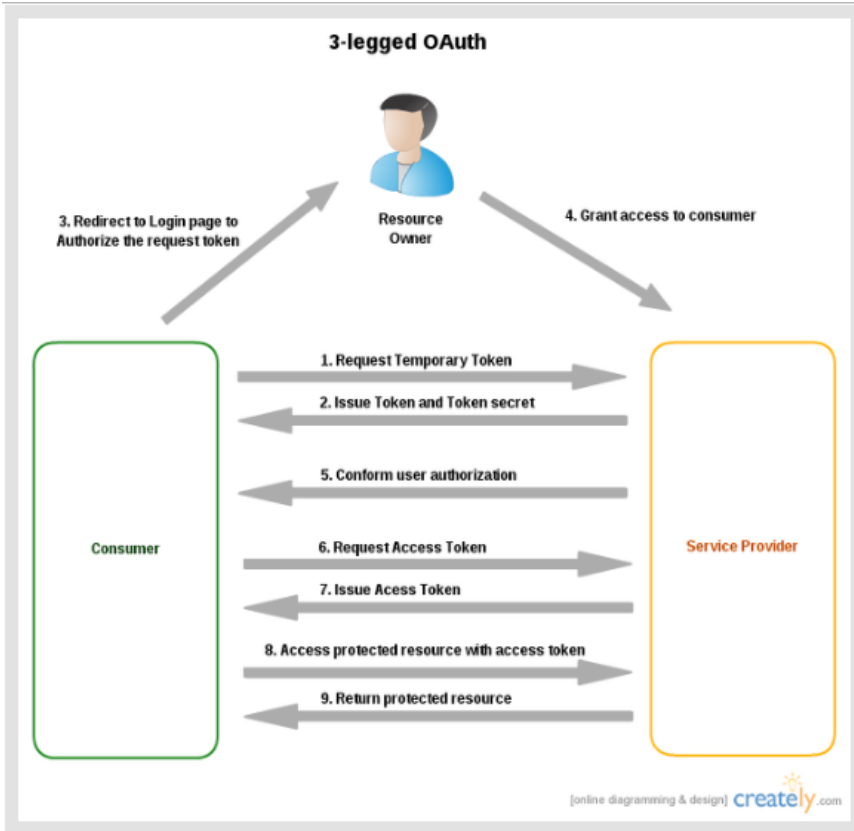 3-legged OAuth
3. Redirect to Login page to
Authorize the request token
Resource
Owner
4. Grant access to consumer
1. Request Temporary Token
2. Issue Token and Token secret
5. Conform user authorization
Consumer
6. Request Access Token
Service Provider
7. Issue Acess Token
8. Access protected resource with access token
9. Return protected resource
[online diagramming & design] creately.com